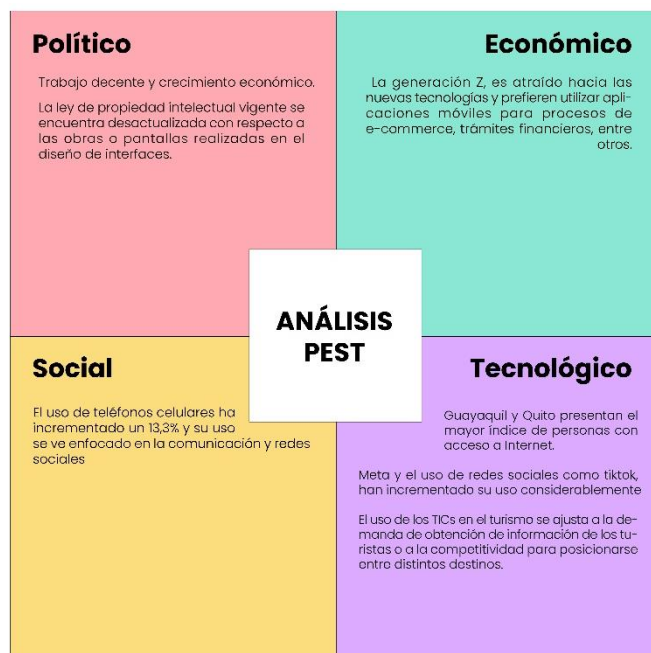 Político
Trabajo decente y crecimiento económico.
La ley de propiedad intelectual vigente se
encuentra desactualizada con respecto a
las obras o pantallas realizadas en el
diseño de interfaces.
Económico
La generación Z, es atraído hacia las
nuevas tecnologías y prefieren utilizar apli-
caciones móviles para procesos de
e-commerce, trámites financieros, entre
otros.
ANÁLISIS
PEST
Social
El uso de teléfonos celulares ha
incrementado un 13,3% y su uso
se ve enfocado en la comunicación y redes
sociales
Tecnológico
Guayaquil y Quito presentan el
mayor índice de personas con
acceso a Internet.
Meta y el uso de redes sociales como tiktok,
han incrementado su uso considerablemente
El uso de los TICs en el turismo se ajusta a la de-
manda de obtención de información de los tu-
ristas o a la competitividad para posicionarse
entre distintos destinos.